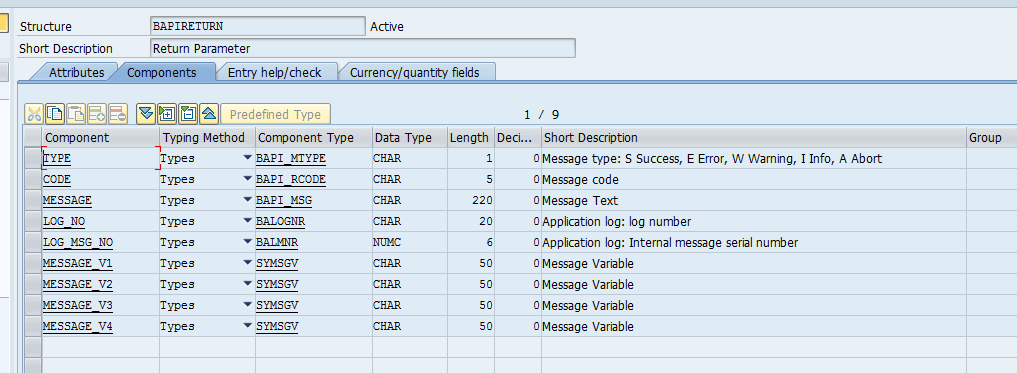 Structure BAPIRETURN Active
Short Description Return Parameter
Attributes Components Entry help/check Currency/quantity fields
Predefined Type 1 / 9
Component Typing Method Component Type Data Type Length Deci... Short Description Group
TYPE Types BAPI_MTYPE CHAR 1 0 Message type: S Success, E Error, W Warning, I Info, A Abort
CODE Types BAPI_RCODE CHAR 5 0 Message code
MESSAGE Types BAPI_MSG CHAR 220 0 Message Text
LOG_NO Types BALOGNR CHAR 20 0 Application log: log number
LOG_MSG_NO Types BALMNR NUMC 6 0 Application log: Internal message serial number
MESSAGE_V1 Types SYMSGV CHAR 50 0 Message Variable
MESSAGE_V2 Types SYMSGV CHAR 50 0 Message Variable
MESSAGE_V3 Types SYMSGV CHAR 50 0 Message Variable
MESSAGE_V4 Types SYMSGV CHAR 50 0 Message Variable